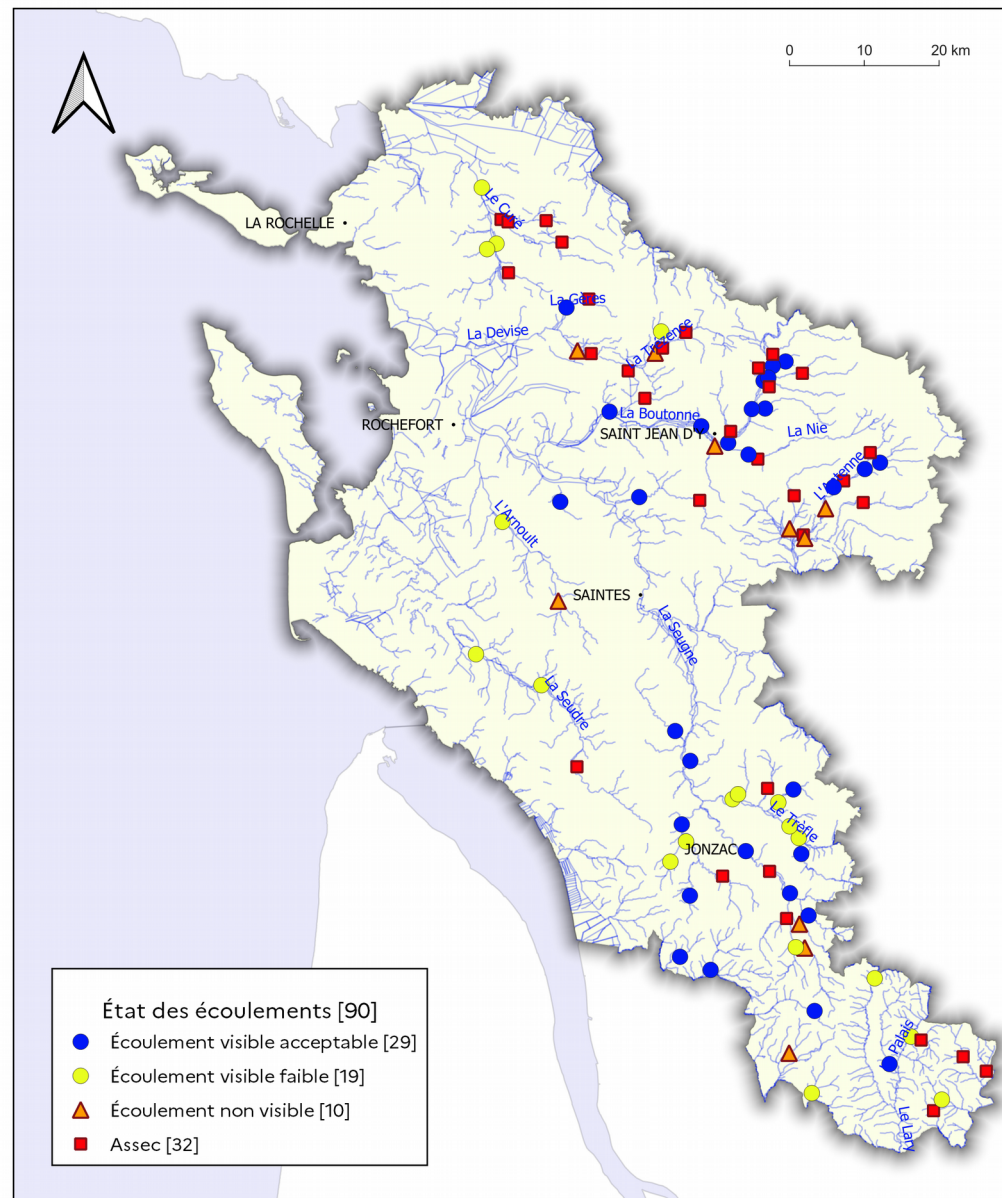 0 10 20 km
Le Curé
LA ROCHELLE
La Gères
La Devise
La Trézence
La Boutonne
ROCHEFORT
SAINT JEAN D'Y
La Nie
L'Antenne
L'Arnoult
SAINTES
La Seugne
La Seudre
Le Trèfle
JONZAC
État des écoulements [90]
Écoulement visible acceptable [29]
Écoulement visible faible [19]
Écoulement non visible [10]
Assec [32]
Palais
Le Lary